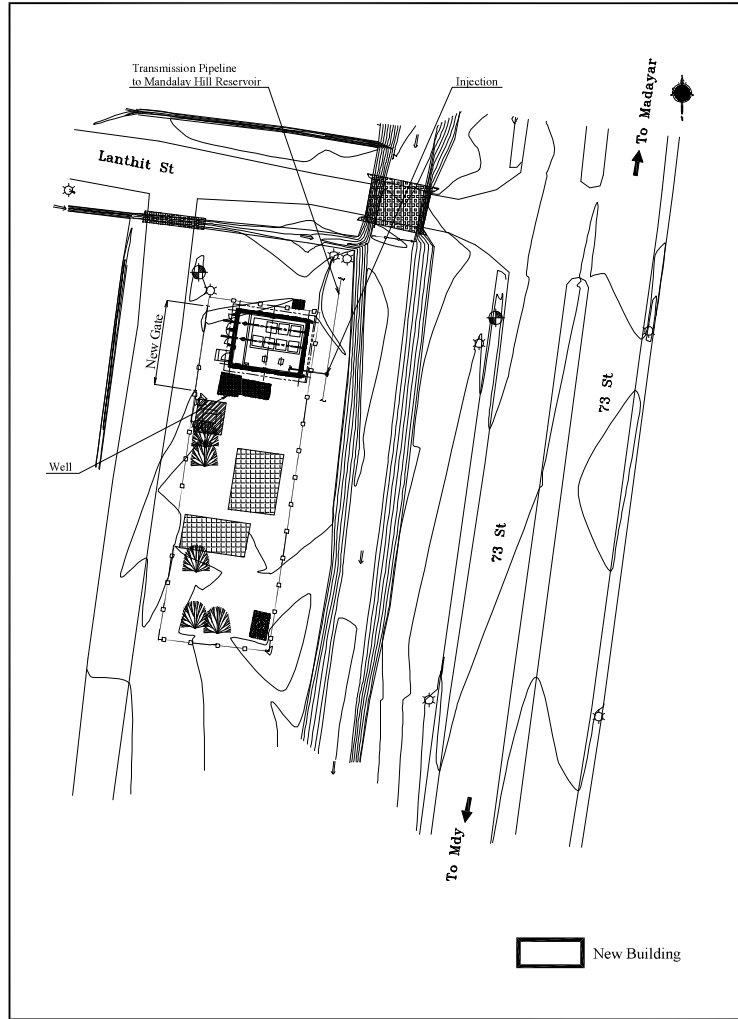 Transmission Pipeline
to Mandalay Hill Reservoir
Injection
To Madayar
Lanthit St
New Gate
73 St
Well
73 St
To Mdy
New Building